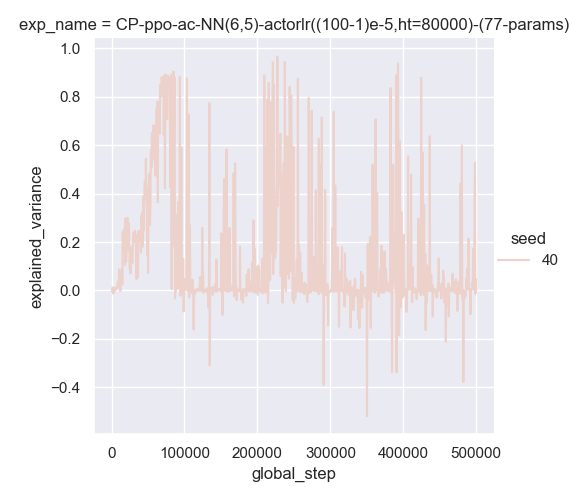 exp_name = CP-ppo-ac-NN(6,5)-actorlr((100-1)e-5,ht=80000)-(77-params)
1.0
0.8
0.6
0.4
0.2
0.0
−0.2
−0.4
explained_variance
seed
40
0 100000 200000 300000 400000 500000
global_step